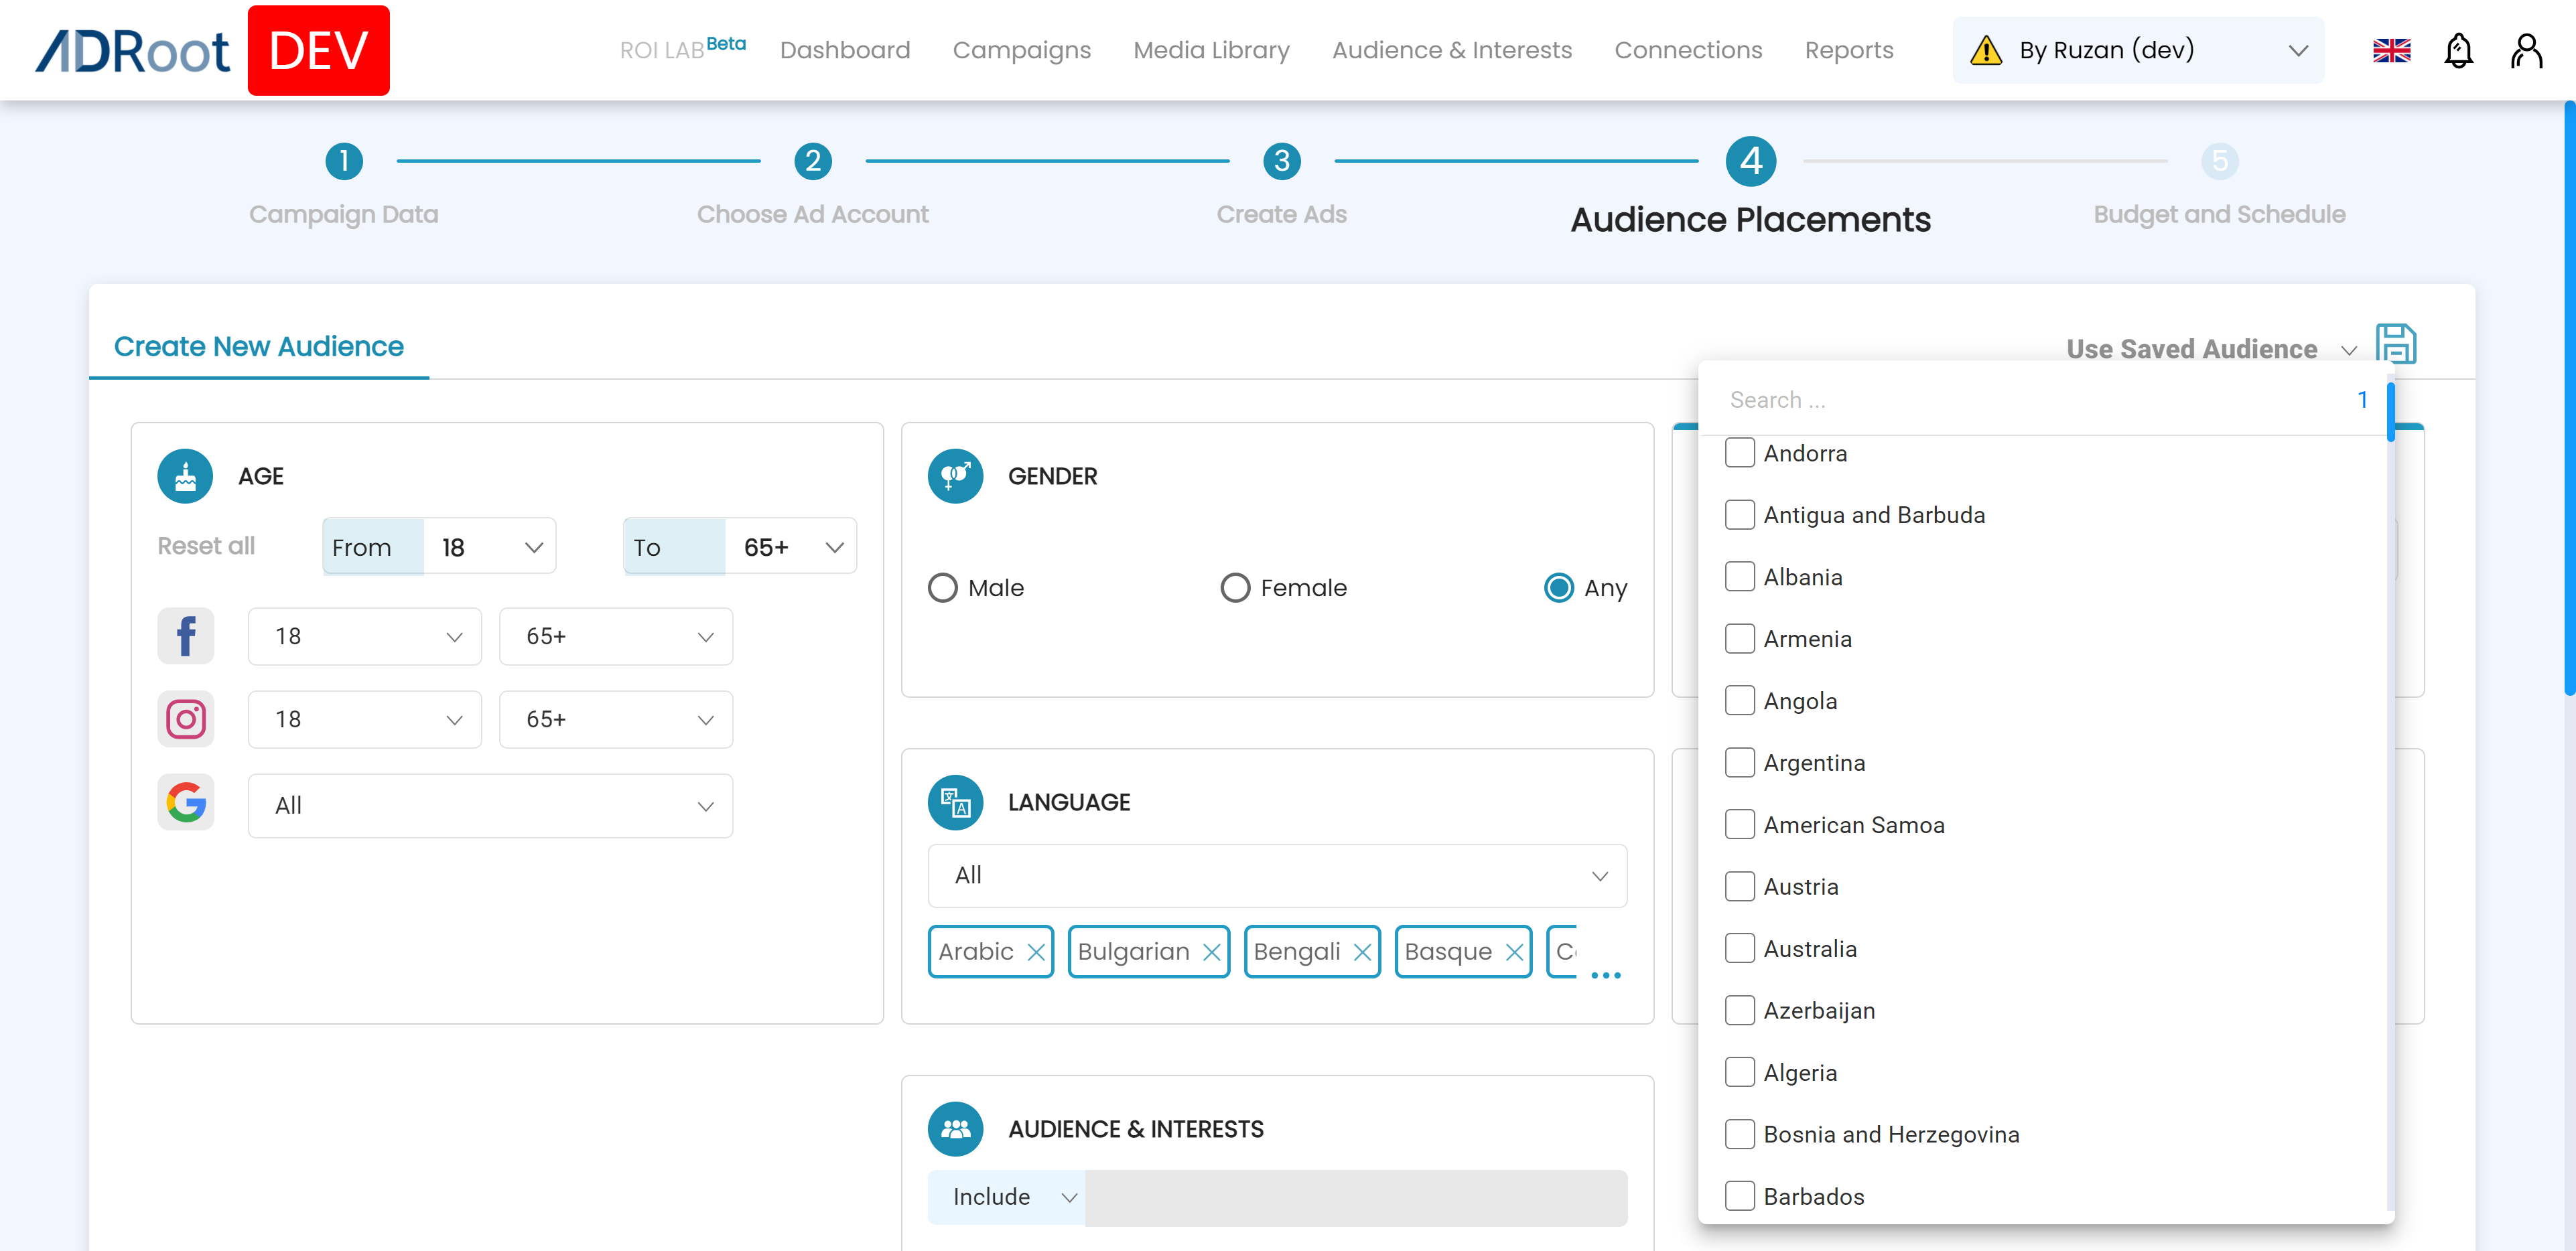 ADRoot DEV ROI LAB Beta Dashboard Campaigns Media Library Audience & Interests Connections Reports By Ruzan (dev)
1 2 3 4 5
Campaign Data Choose Ad Account Create Ads Audience Placements Budget and Schedule
Create New Audience
Use Saved Audience
AGE
Reset all From 18 To 65+
18 65+
18 65+
All
GENDER
Male Female Any
LANGUAGE
All
Arabic Bulgarian Bengali Basque
AUDIENCE & INTERESTS
Include
Search ... 1
Andorra
Antigua and Barbuda
Albania
Armenia
Angola
Argentina
American Samoa
Austria
Australia
Azerbaijan
Algeria
Bosnia and Herzegovina
Barbados